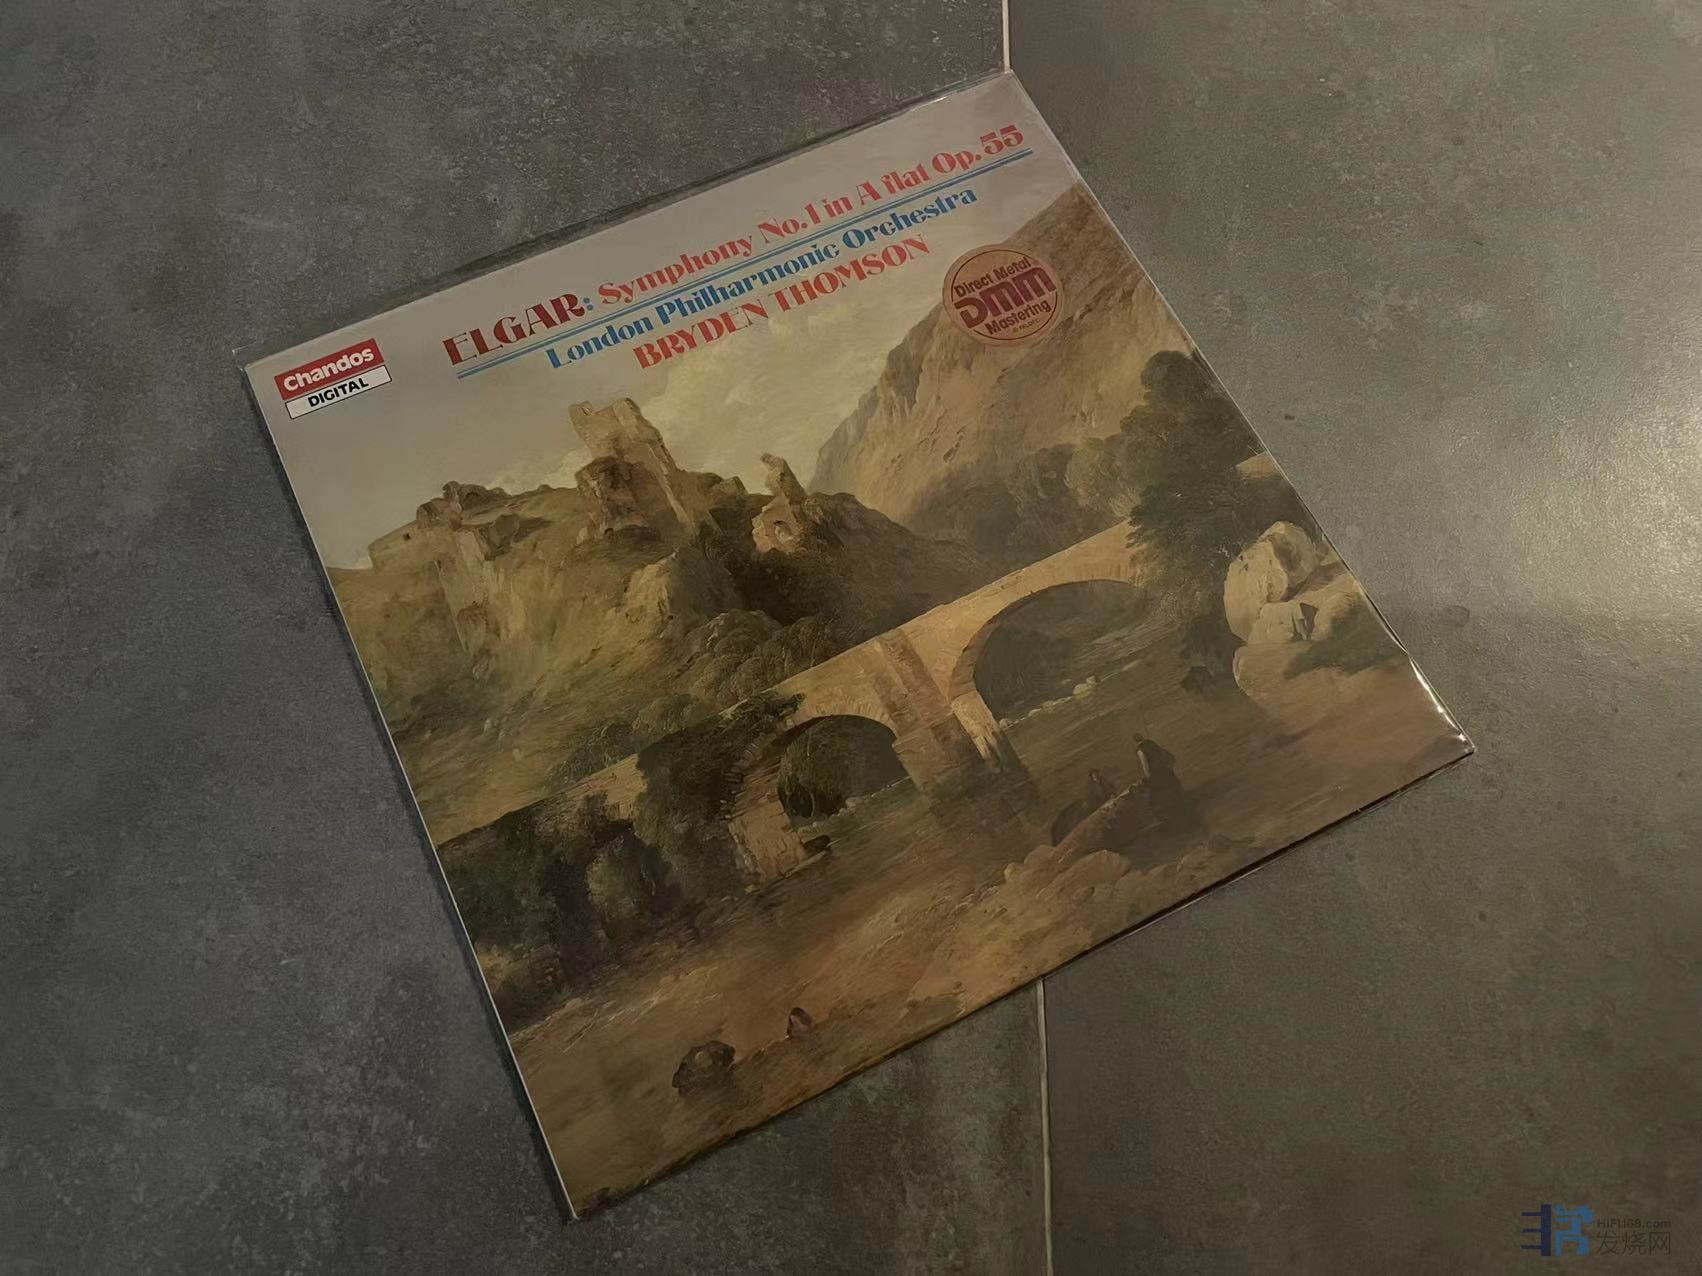 ELGAR: Symphony No.1 in A flat Op.55
London Philharmonic Orchestra
BRYDEN THOMSON
Chandos
DIGITAL
Direct Metal
DMM
Mastering
HIFI168.com
发烧网